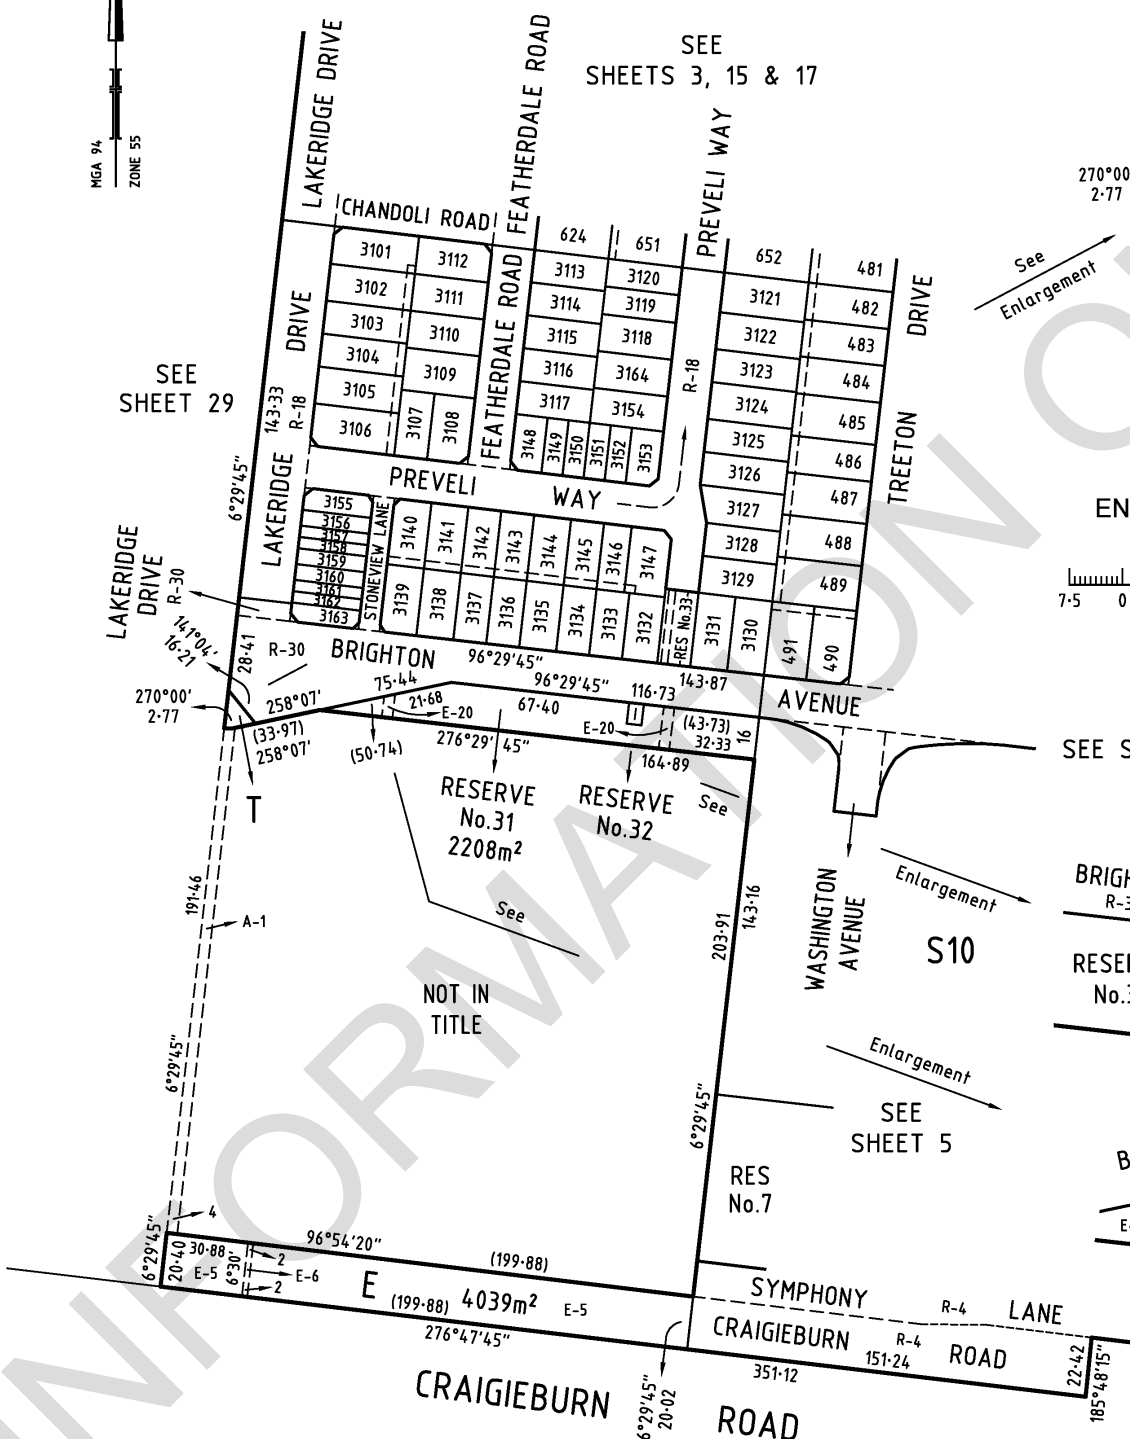 SEE
SHEETS 3, 15 & 17
MGA 94
ZONE 55
LAKERIDGE DRIVE
FEATHERDALE ROAD
PREVELI WAY
CHANDOLI ROAD
270°00'
2·77
See
Enlargement
624
651
652
481
3101
3112
3113
3120
3121
482
3102
3111
3114
3119
3122
483
3103
3110
3115
3118
3123
484
3104
3109
3116
3164
3124
485
3105
3117
3154
3125
486
3106
3107
3108
3148
3149
3150
3151
3152
3153
3126
487
3127
488
3128
489
3129
DRIVE
TREETON
FEATHERDALE ROAD
R-18
DRIVE
R-18
143·33
LAKERIDGE
6°29'45"
SEE
SHEET 29
PREVELI
WAY
EN
7·5
0
3155
3156
3157
3158
3159
3160
3161
3162
3163
STONEVIEW LANE
3140
3141
3142
3143
3144
3145
3146
3147
3139
3138
3137
3136
3135
3134
3133
3132
RES No.33
3131
3130
491
490
LAKERIDGE
DRIVE
R-30
141°04'
16·21
28·41
R-30
BRIGHTON
96°29'45"
143·87
AVENUE
270°00'
2·77
258°07'
75·44
96°29'45"
116·73
21·68
E-20
67·40
E-20
(43·73)
32·33
16
(33·97)
258°07'
(50·74)
276°29'45"
164·89
T
RESERVE
No.31
2208m²
RESERVE
No.32
See
SEE S
WASHINGTON
AVENUE
Enlargement
BRIGH
R-3
S10
RESER
No.3
191·46
A-1
See
203·91
143·16
NOT IN
TITLE
6°29'45"
6°29'45"
Enlargement
SEE
SHEET 5
B
E-
RES
No.7
4
6°29'45"
20·40
30·88
E-5
6°30'
2
E-6
2
96°54'20"
(199·88)
E
(199·88)
4039m²
E-5
276°47'45"
SYMPHONY
R-4
LANE
CRAIGIEBURN
R-4
ROAD
151·24
351·12
22·42
185°48'15"
6°29'45"
20·02
CRAIGIEBURN
ROAD
INFORMATION O